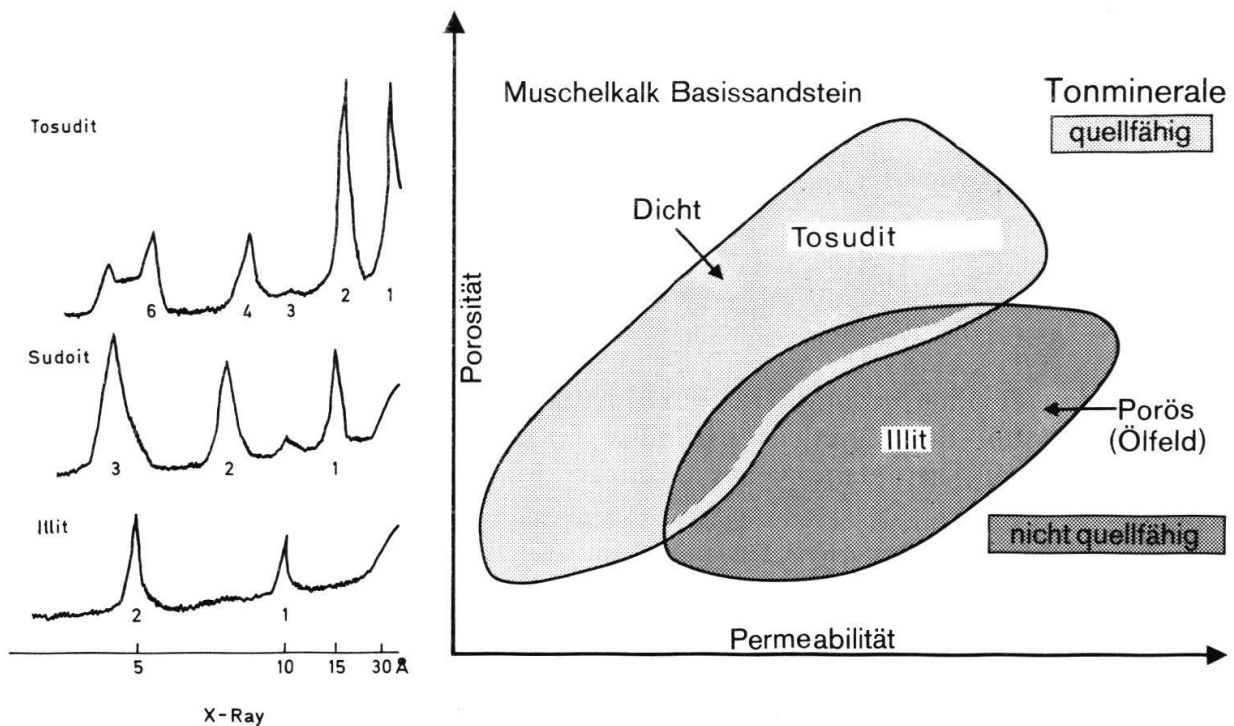 Tosudit
6 4 3 2 1
Sudoit
3 2 1
Illit
2 1
5 10 15 30 Å
X-Ray
Muschelkalk Basissandstein
Tonminerale
quellfähig
Dicht
Tosudit
Porosität
Illit
Porös
(Ölfeld)
nicht quellfähig
Permeabilität